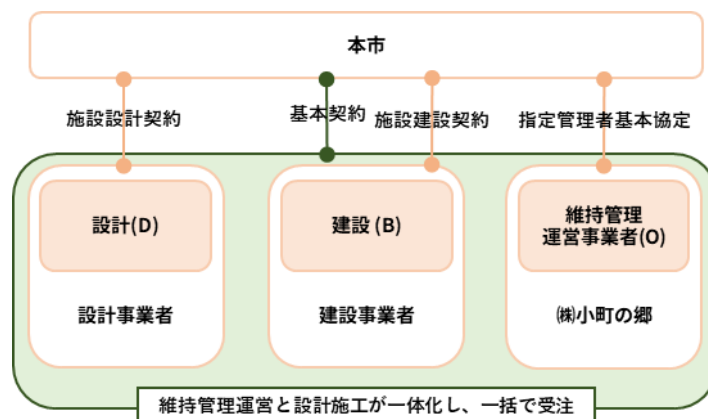 本市
施設設計契約
基本契約
施設建設契約
指定管理者基本協定
設計(D)
建設 (B)
維持管理
運営事業者(O)
設計事業者
建設事業者
㈱小町の郷
維持管理運営と設計施工が一体化し、一括で受注